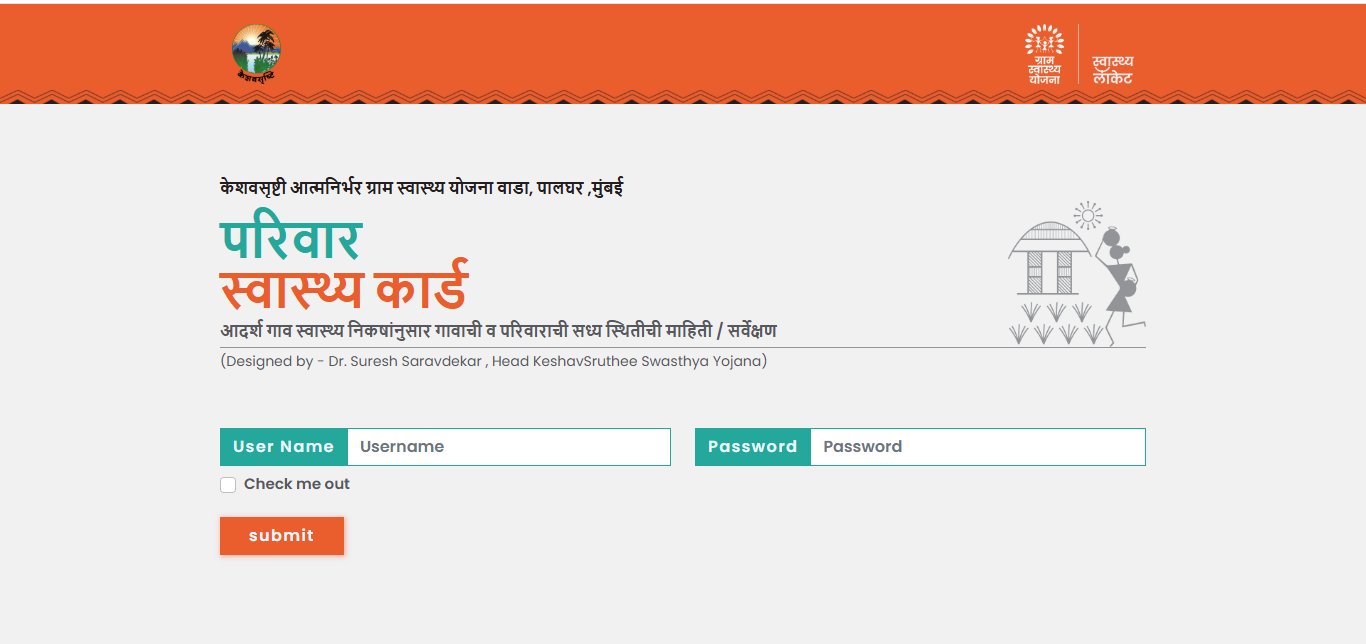 केशवसृष्टि
ग्राम
स्वास्थ्य
योजना
स्वास्थ्य
लॉकेट
केशवसृष्टी आत्मनिर्भर ग्राम स्वास्थ्य योजना वाडा, पालघर ,मुंबई
परिवार
स्वास्थ्य कार्ड
आदर्श गाव स्वास्थ्य निकषांनुसार गावाची व परिवाराची सध्य स्थितीची माहिती / सर्वेक्षण
(Designed by - Dr. Suresh Saravdekar , Head KeshavSruthee Swasthya Yojana)
User Name Username Password Password
Check me out
submit